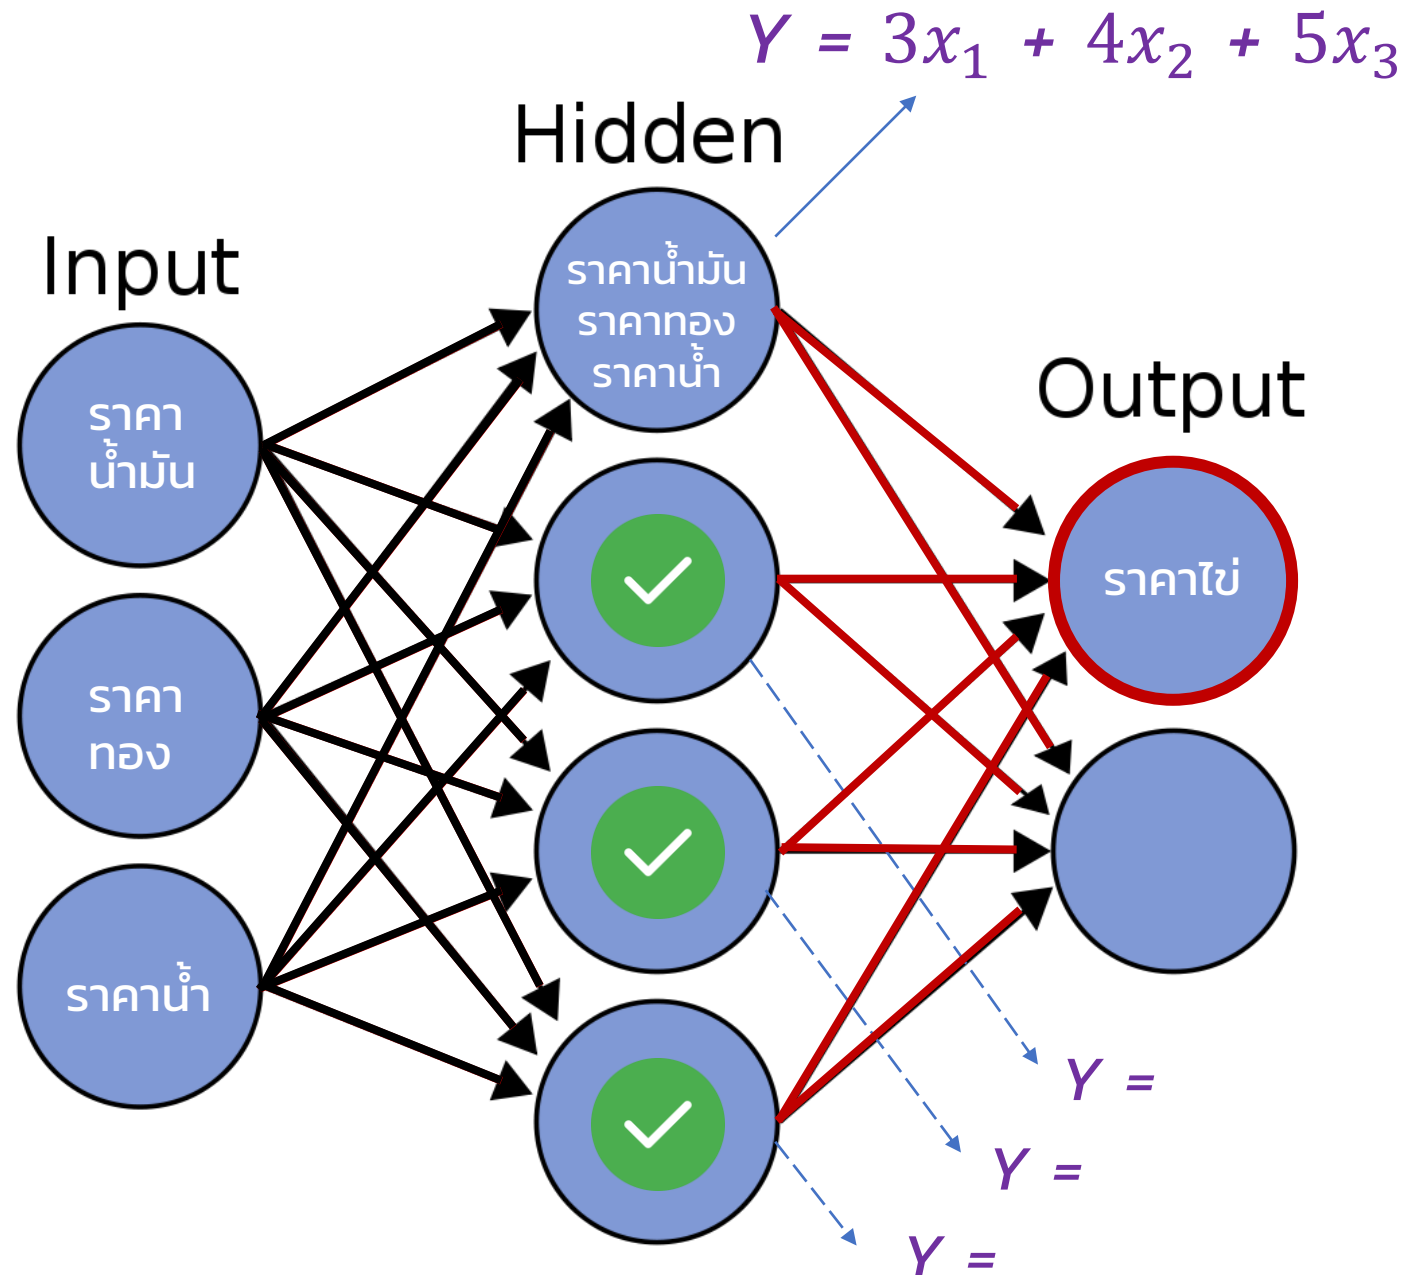 Y = 3x₁ + 4x₂ + 5x₃
Hidden
Input
Output
ราคา
น้ำมัน
ราคา
ทอง
ราคาน้ำ
ราคาน้ำมัน
ราคาทอง
ราคาน้ำ
ราคาไข่
Y =
Y =
Y =